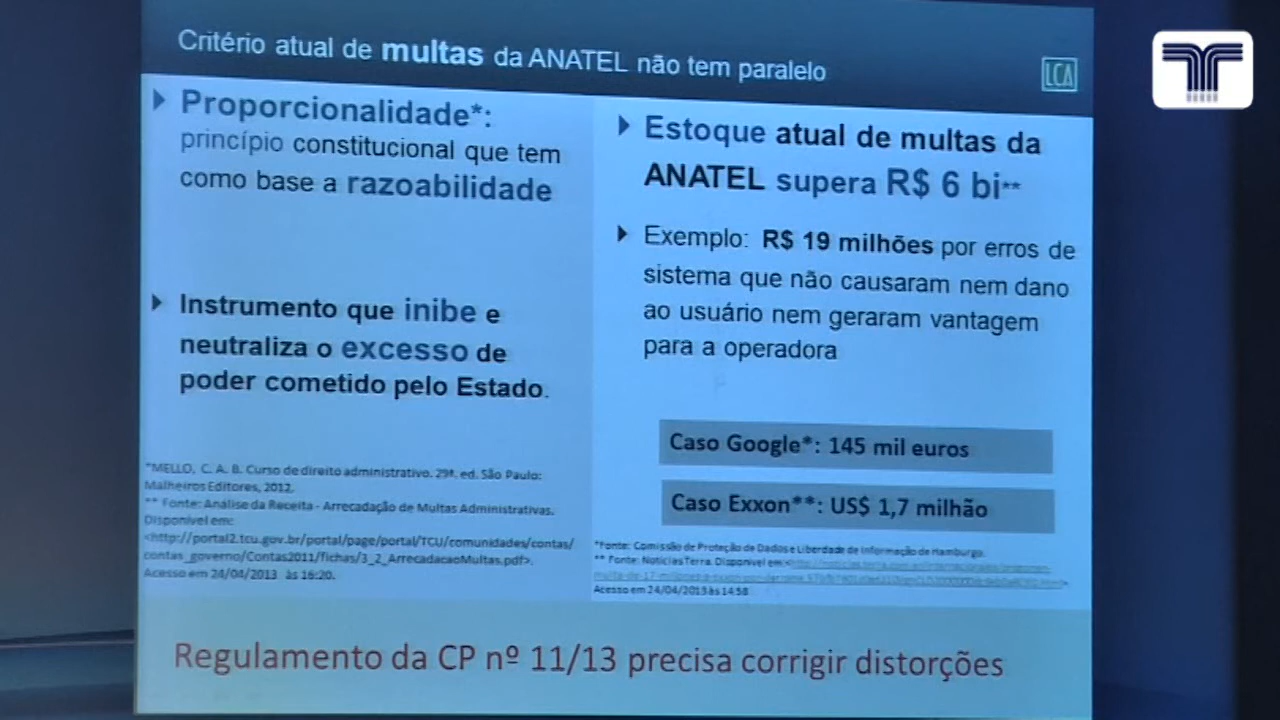 Critério atual de multas da ANATEL não tem paralelo
LCA
Proporcionalidade*:
princípio constitucional que tem
como base a razoabilidade
Instrumento que inibe e
neutraliza o excesso de
poder cometido pelo Estado.
*MELLO, C. A. B. Curso de direito administrativo. 29ª. ed. São Paulo:
Malheiros Editores, 2012.
** Fonte: Análise da Receita - Arrecadação de Multas Administrativas.
Disponível em:
<http://portal2.tcu.gov.br/portal/page/portal/TCU/comunidades/contas/
contas_governo/Contas2011/fichas/3_2_ArrecadacaoMultas.pdf>.
Acesso em 24/04/2013 às 16:20.
Estoque atual de multas da
ANATEL supera R$ 6 bi**
Exemplo: R$ 19 milhões por erros de
sistema que não causaram nem dano
ao usuário nem geraram vantagem
para a operadora
Caso Google*: 145 mil euros
Caso Exxon**: US$ 1,7 milhão
*Fonte: Comissão de Proteção de Dados e Liberdade de Informação de Hamburgo.
** Fonte: Notícias Terra. Disponível em:
Acesso em 24/04/2013 às 14:58
Regulamento da CP nº 11/13 precisa corrigir distorções